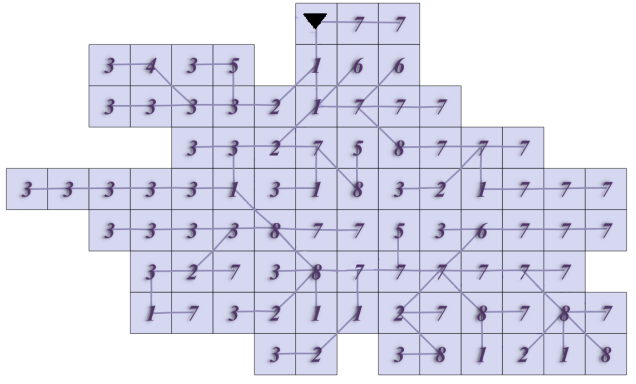 7 7
3 4 3 5 1 6 6
3 3 3 3 2 1 7 7 7
3 3 2 7 5 8 7 7 7
3 3 3 3 3 1 3 1 8 3 2 1 7 7 7
3 3 3 3 8 7 7 5 3 6 7 7 7
3 2 7 3 8 7 7 7 7 7 7
1 7 3 2 1 1 2 7 8 7 8 7
3 2 3 8 1 2 1 8